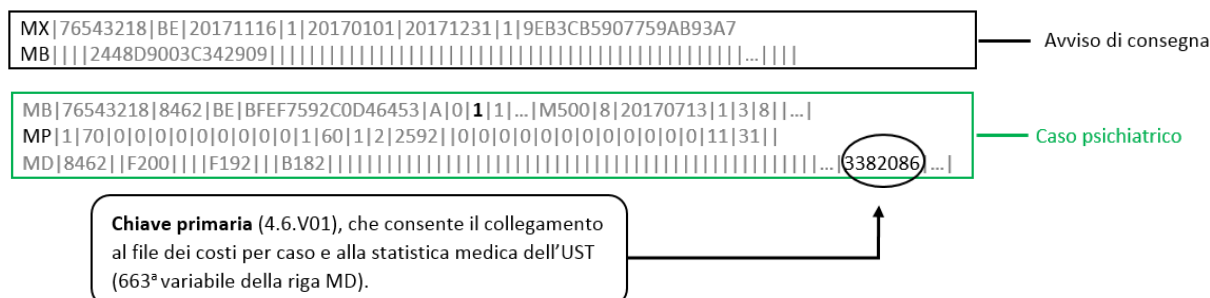 MX|76543218|BE|20171116|1|20170101|20171231|1|9EB3CB5907759AB93A7
MB||||2448D9003C342909||||||||||||||||||||||||||||||||||||||||||||||||...||||
Avviso di consegna
MB|76543218|8462|BE|BFEF7592C0D46453|A|0|1|1|...|M500|8|20170713|1|3|8||...|
MP|1|70|0|0|0|0|0|0|0|0|0|1|60|1|2|2592||0|0|0|0|0|0|0|0|0|0|0|0|11|31||
Caso psichiatrico
MD|8462||F200||||F192|||B182||||||||||||||||||||||||||||||||||||||||||||||||||...|3382086|...|
Chiave primaria (4.6.V01), che consente il collegamento
al file dei costi per caso e alla statistica medica dell'UST
(663ª variabile della riga MD).